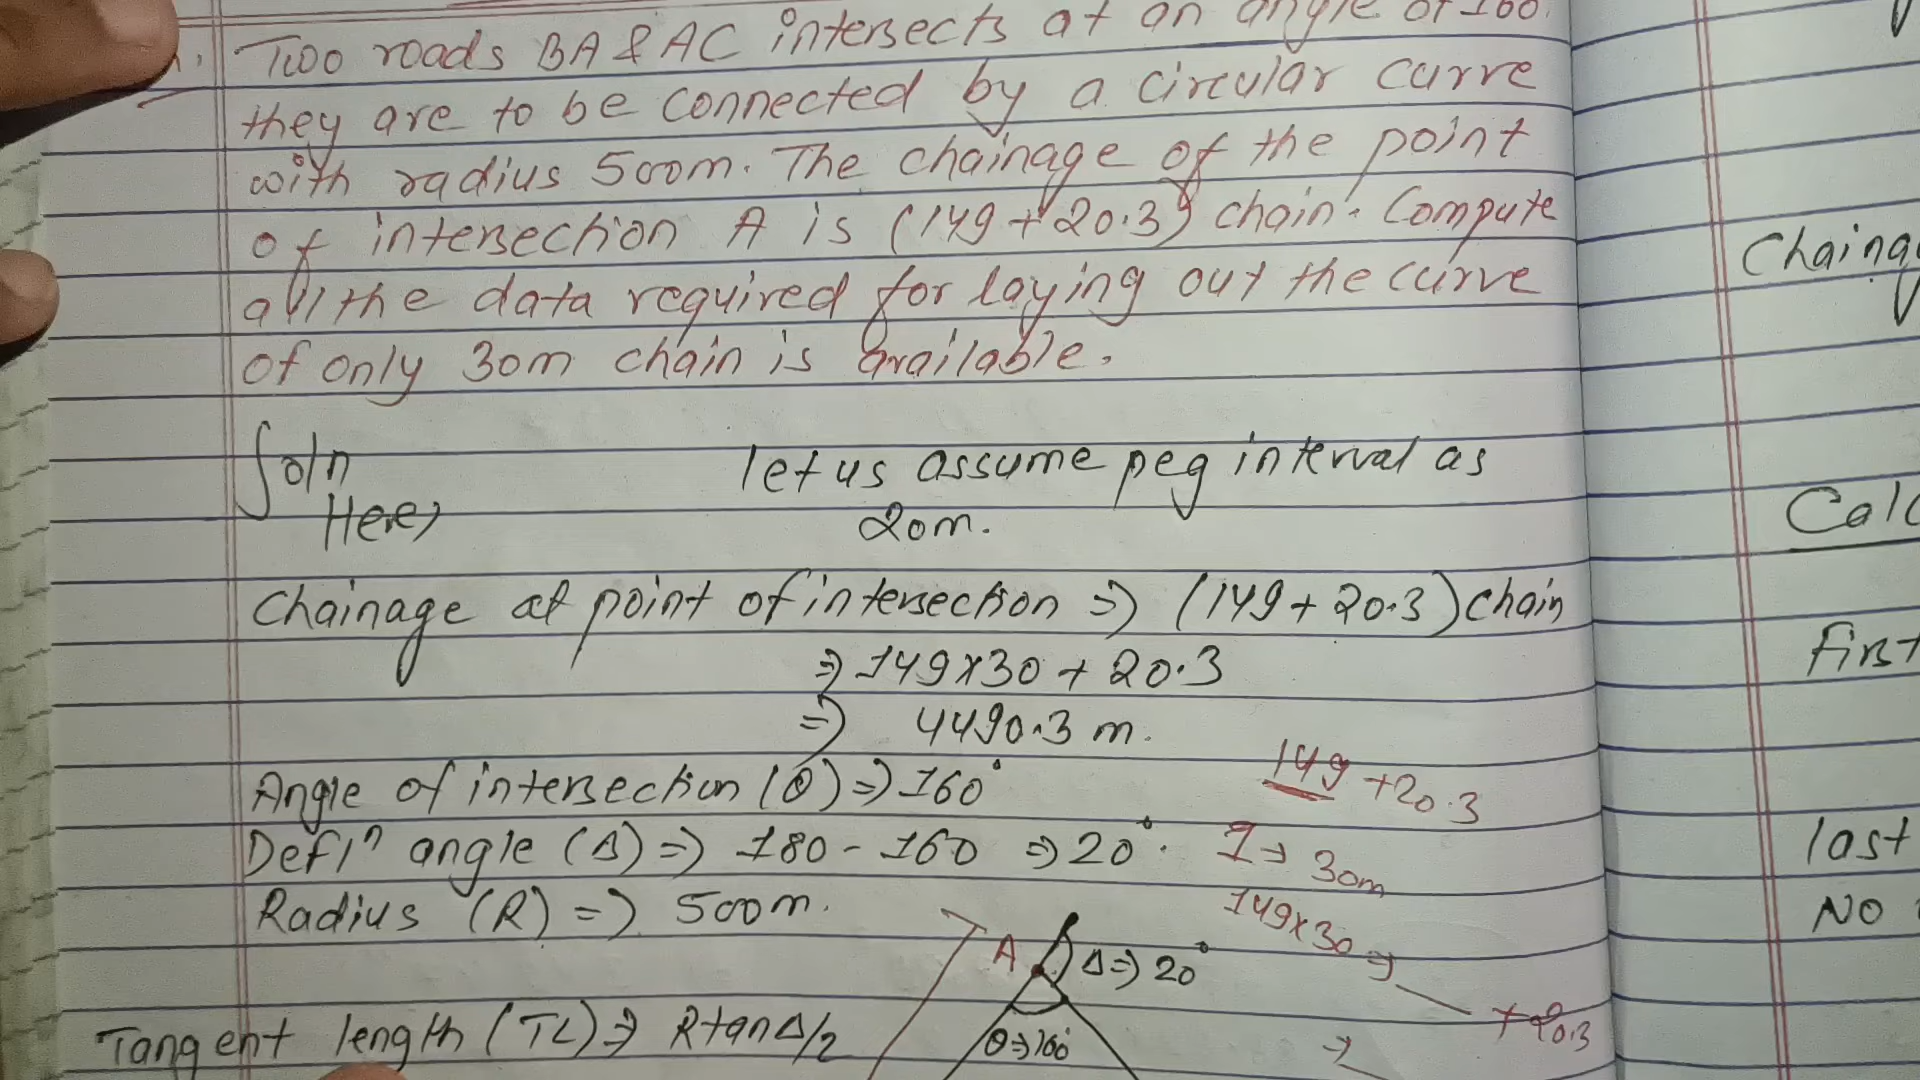 Two roads BA & AC intersects at an angle of 160.
they are to be connected by a circular curve
with radius 500m. The chainage of the point
of intersection A is (149 + 20.3) chain. Compute
all the data required for laying out the curve
of only 30m chain is available.
Soln
Here,
let us assume peg interval as
20m.
Chainage at point of intersection => (149 + 20.3) chain
=> 149x30 + 20.3
=> 4490.3 m.
Angle of intersection (θ) => 160°
Defln angle (Δ) => 180 - 160 => 20°.
Radius (R) => 500m.
149 + 20.3
1 → 30m
149x30 =>
+ 20.3
A
Δ => 20°
θ => 160°
Tangent length (TL) => RtanΔ/2
Chaing
Calc
first
last
No